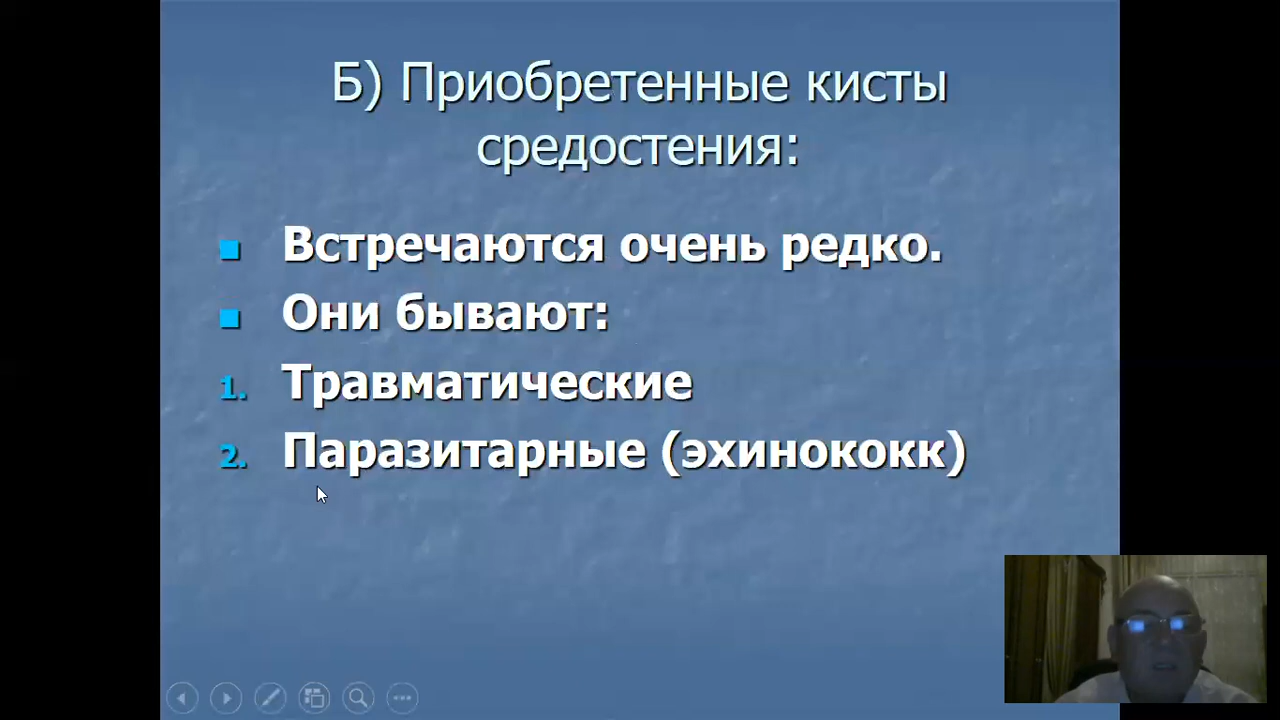 Б) Приобретенные кисты
средостения:
Встречаются очень редко.
Они бывают:
1. Травматические
2. Паразитарные (эхинококк)